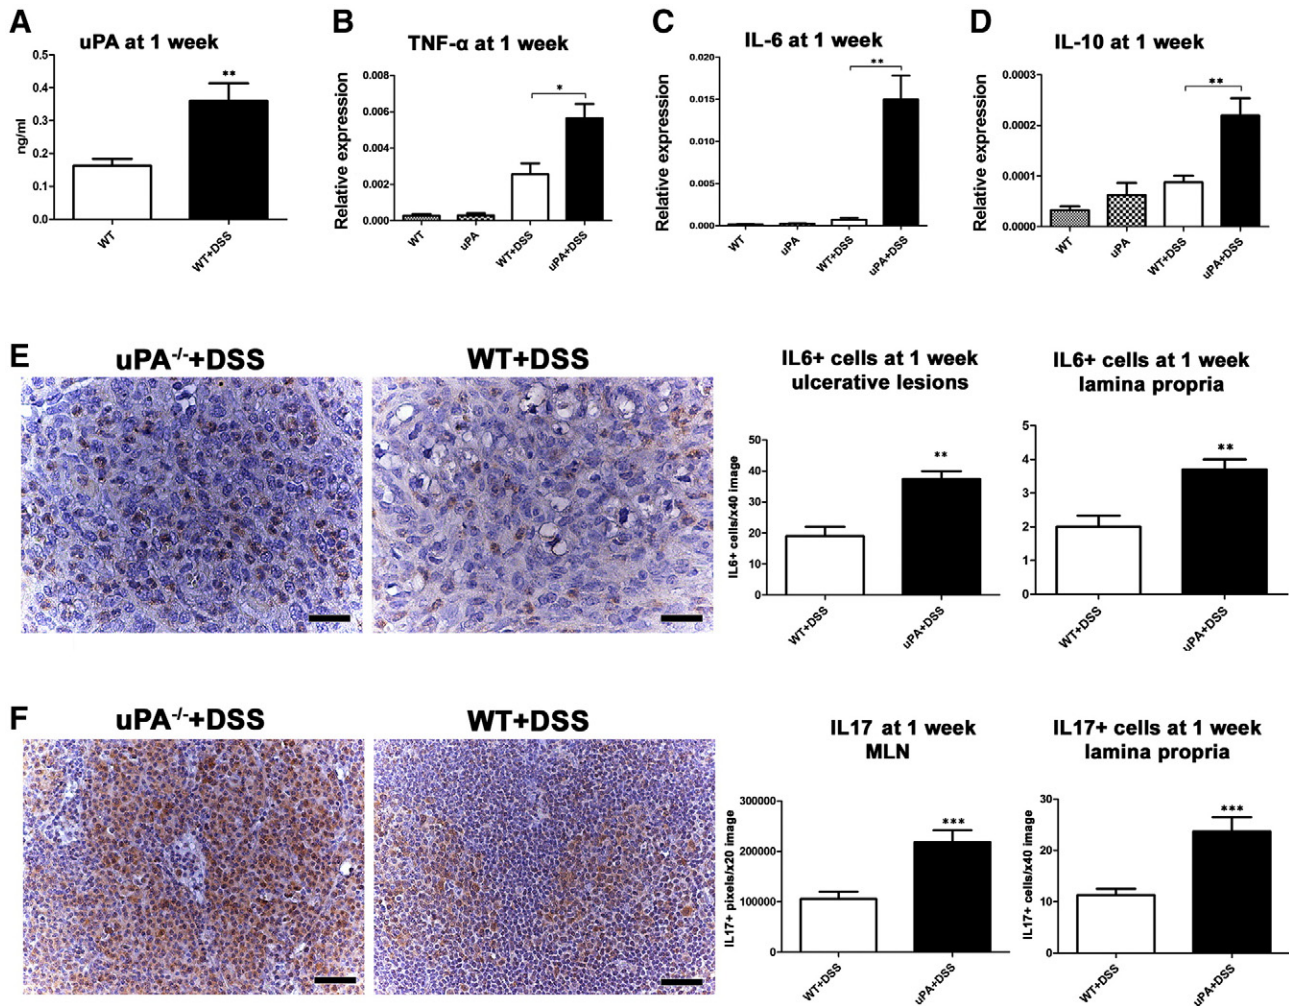 A
uPA at 1 week
ng/ml
0.5
0.4
0.3
0.2
0.1
0.0
**
WT
WT+DSS
B
TNF-α at 1 week
Relative expression
0.008
0.006
0.004
0.002
0.000
*
WT
uPA
WT+DSS
uPA+DSS
C
IL-6 at 1 week
Relative expression
0.020
0.015
0.010
0.005
0.000
**
WT
uPA
WT+DSS
uPA+DSS
D
IL-10 at 1 week
Relative expression
0.0003
0.0002
0.0001
0.0000
**
WT
uPA
WT+DSS
uPA+DSS
E
uPA-/-+DSS
WT+DSS
IL6+ cells at 1 week
ulcerative lesions
IL6+ cells/x40 image
50
40
30
20
10
0
**
WT+DSS
uPA+DSS
IL6+ cells at 1 week
lamina propria
5
4
3
2
1
0
**
WT+DSS
uPA+DSS
F
uPA-/-+DSS
WT+DSS
IL17 at 1 week
MLN
IL17+ pixels/x20 image
300000
200000
100000
0
***
WT+DSS
uPA+DSS
IL17+ cells at 1 week
lamina propria
IL17+ cells/x40 image
30
20
10
0
***
WT+DSS
uPA+DSS